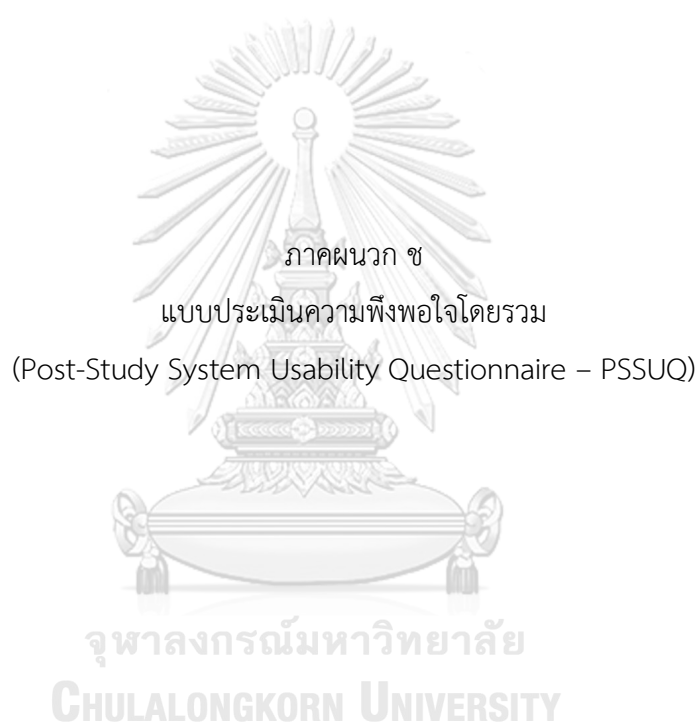 ภาคผนวก ช
แบบประเมินความพึงพอใจโดยรวม
(Post-Study System Usability Questionnaire – PSSUQ)
จุฬาลงกรณ์มหาวิทยาลัย
CHULALONGKORN UNIVERSITY